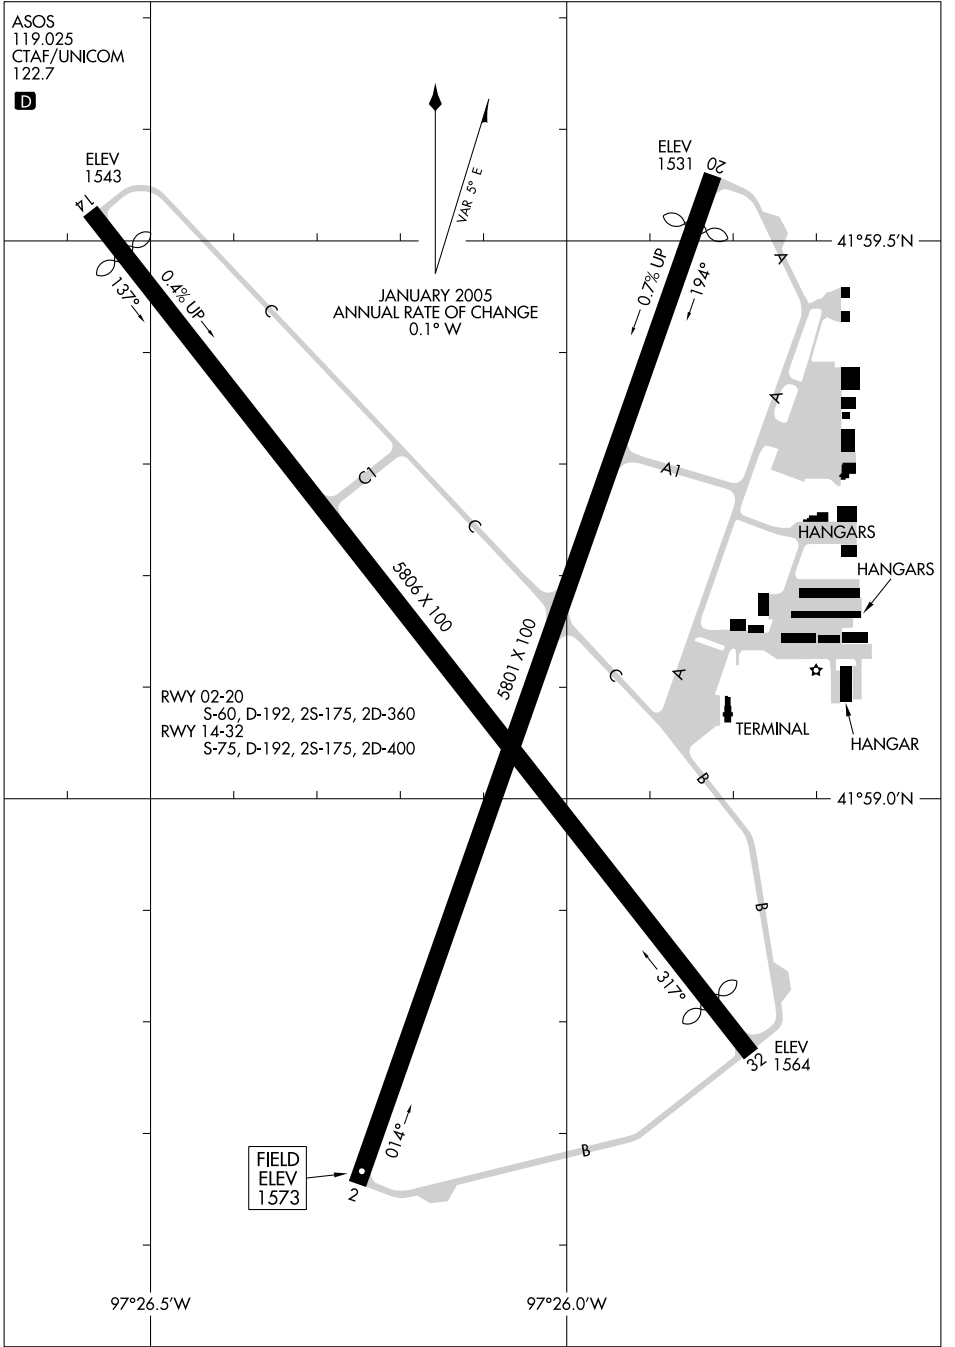 ASOS
119.025
CTAF/UNICOM
122.7
D
ELEV
1543
14
137°
0.4% UP
C
VAR 5° E
JANUARY 2005
ANNUAL RATE OF CHANGE
0.1° W
ELEV
1531
20
0.7% UP
194°
A
41°59.5'N
A
A1
C1
C
HANGARS
HANGARS
5806 X 100
5801 X 100
C
A
RWY 02-20
S-60, D-192, 2S-175, 2D-360
RWY 14-32
S-75, D-192, 2S-175, 2D-400
TERMINAL
HANGAR
B
41°59.0'N
B
317°
32
ELEV
1564
014°
B
FIELD
ELEV
1573
2
97°26.5'W
97°26.0'W